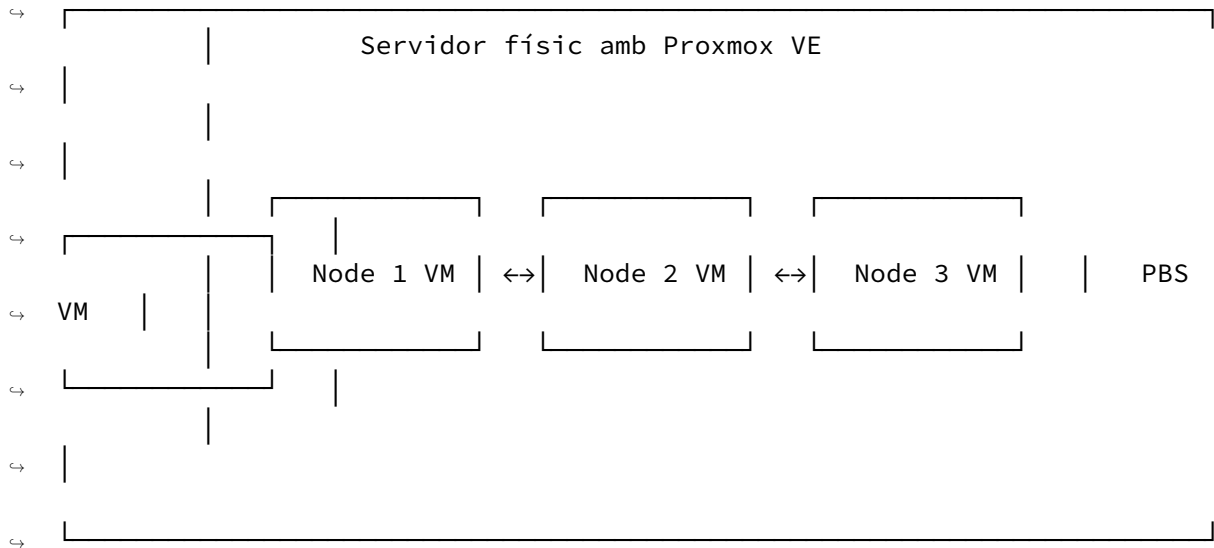 Servidor físic amb Proxmox VE
Node 1 VM ↔ Node 2 VM ↔ Node 3 VM PBS
VM